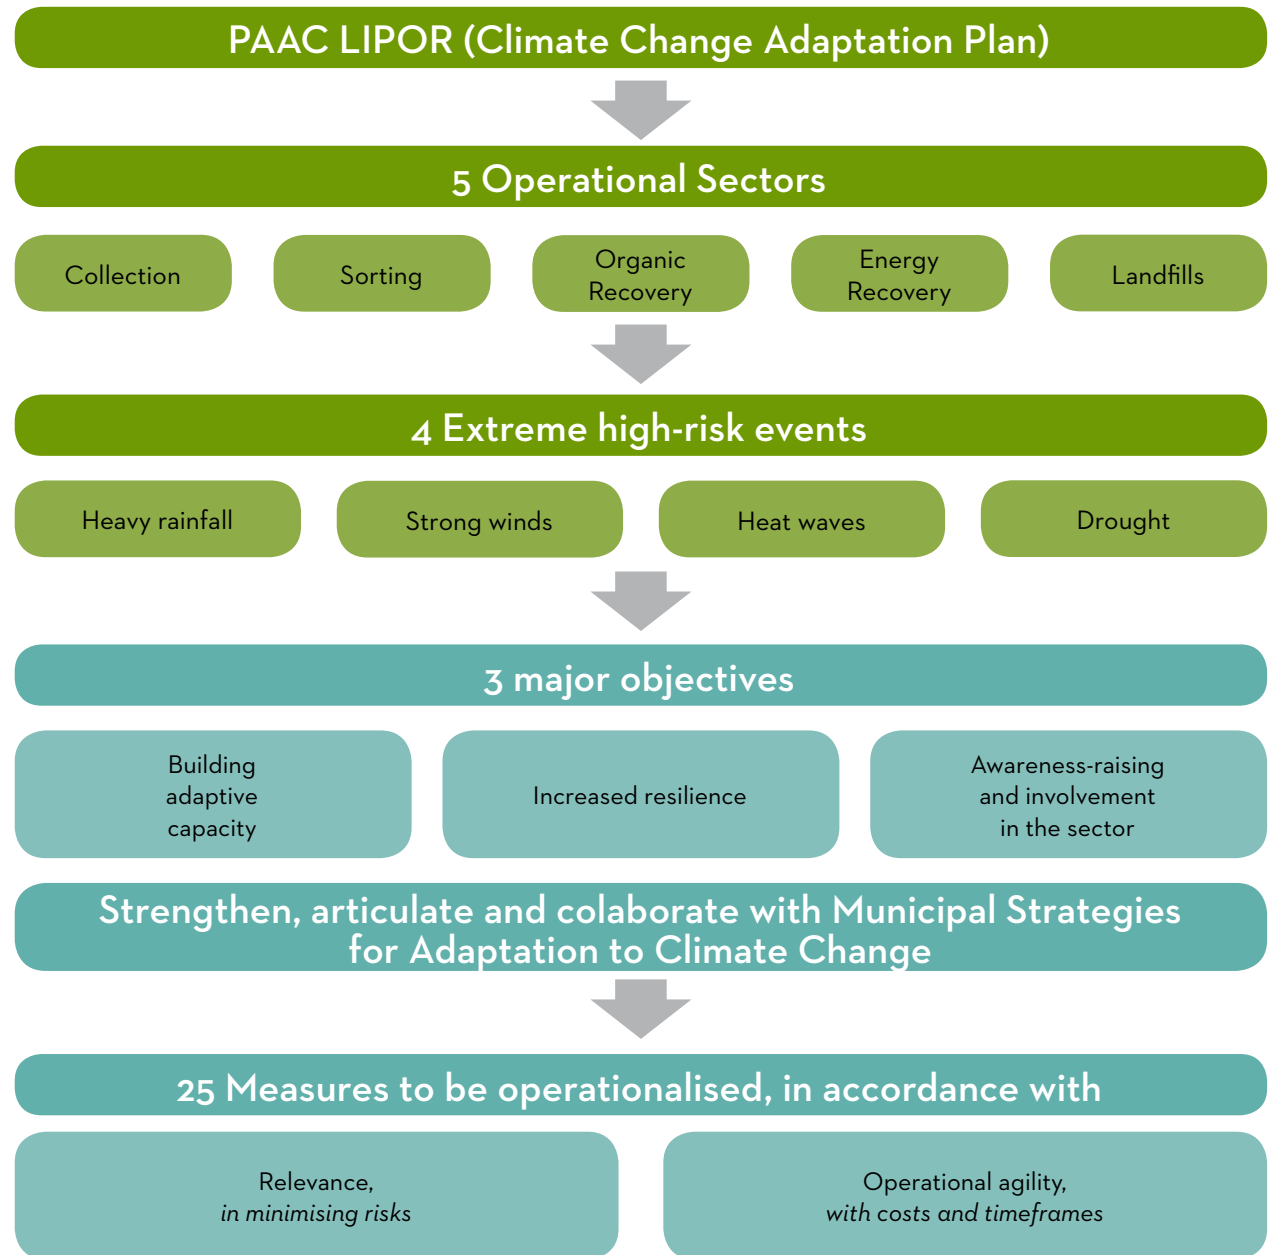 PAAC LIPOR (Climate Change Adaptation Plan)
5 Operational Sectors
Collection
Sorting
Organic
Recovery
Energy
Recovery
Landfills
4 Extreme high-risk events
Heavy rainfall
Strong winds
Heat waves
Drought
3 major objectives
Building
adaptive
capacity
Increased resilience
Awareness-raising
and involvement
in the sector
Strengthen, articulate and colaborate with Municipal Strategies
for Adaptation to Climate Change
25 Measures to be operationalised, in accordance with
Relevance,
in minimising risks
Operational agility,
with costs and timeframes